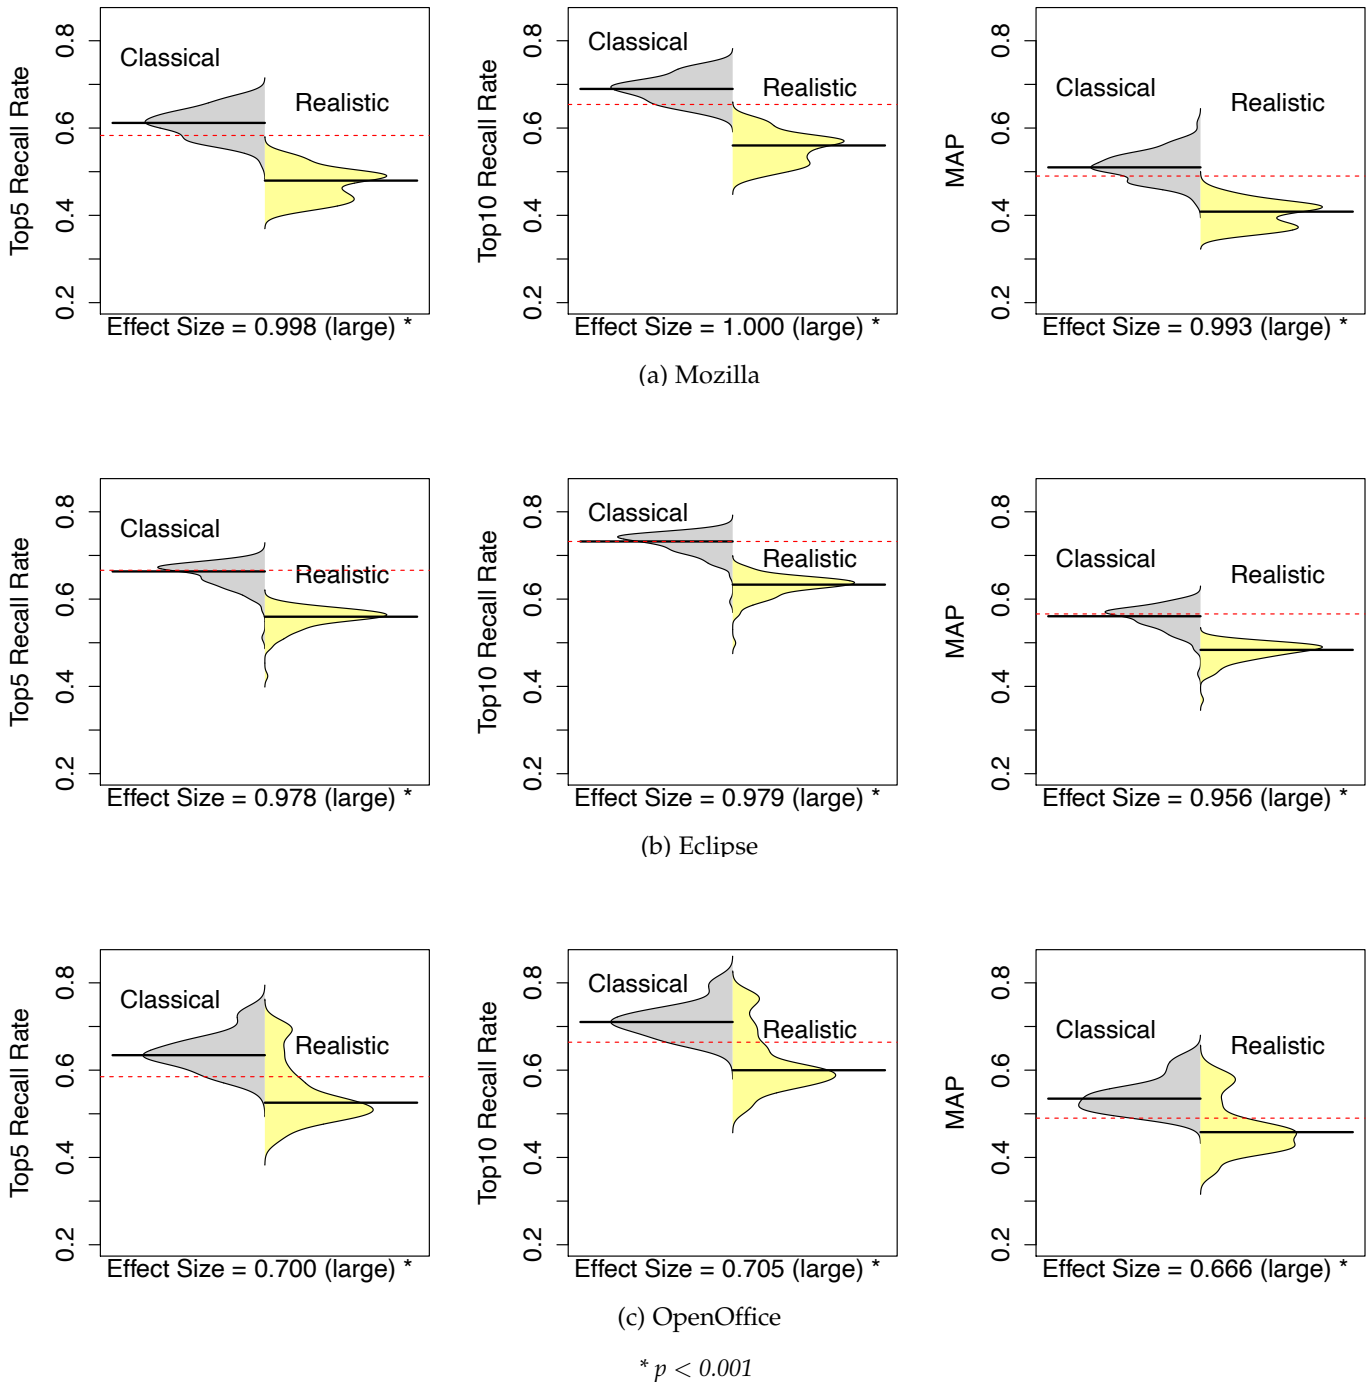 Top5 Recall Rate
0.2 0.4 0.6 0.8
Classical
Realistic
Effect Size = 0.998 (large) *
Top10 Recall Rate
0.2 0.4 0.6 0.8
Classical
Realistic
Effect Size = 1.000 (large) *
MAP
0.2 0.4 0.6 0.8
Classical
Realistic
Effect Size = 0.993 (large) *
(a) Mozilla
Top5 Recall Rate
0.2 0.4 0.6 0.8
Classical
Realistic
Effect Size = 0.978 (large) *
Top10 Recall Rate
0.2 0.4 0.6 0.8
Classical
Realistic
Effect Size = 0.979 (large) *
MAP
0.2 0.4 0.6 0.8
Classical
Realistic
Effect Size = 0.956 (large) *
(b) Eclipse
Top5 Recall Rate
0.2 0.4 0.6 0.8
Classical
Realistic
Effect Size = 0.700 (large) *
Top10 Recall Rate
0.2 0.4 0.6 0.8
Classical
Realistic
Effect Size = 0.705 (large) *
MAP
0.2 0.4 0.6 0.8
Classical
Realistic
Effect Size = 0.666 (large) *
(c) OpenOffice
* p < 0.001